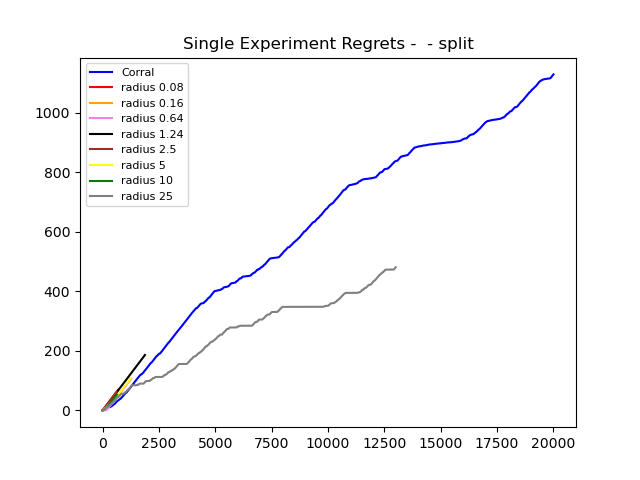 Single Experiment Regrets -  - split
Corral
radius 0.08
radius 0.16
radius 0.64
radius 1.24
radius 2.5
radius 5
radius 10
radius 25
1000
800
600
400
200
0
0 2500 5000 7500 10000 12500 15000 17500 20000